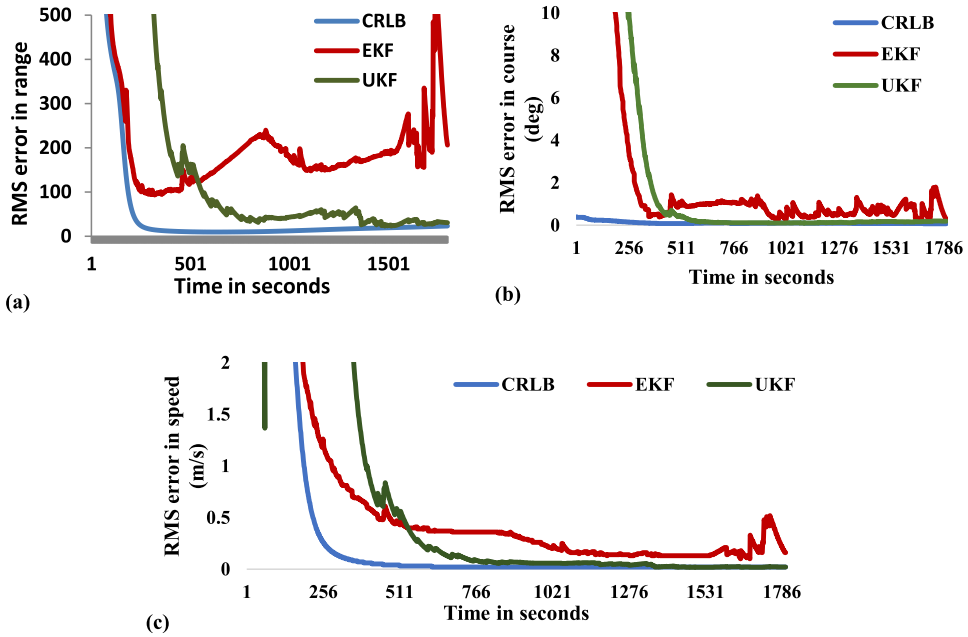 500
400
300
200
100
0
RMS error in range
CRLB
EKF
UKF
1
501
1001
1501
Time in seconds
(a)
10
8
6
4
2
0
RMS error in course
(deg)
CRLB
EKF
UKF
1
256
511
766
1021
1276
1531
1786
Time in seconds
(b)
2
1.5
1
0.5
0
RMS error in speed
(m/s)
CRLB
EKF
UKF
1
256
511
766
1021
1276
1531
1786
Time in seconds
(c)